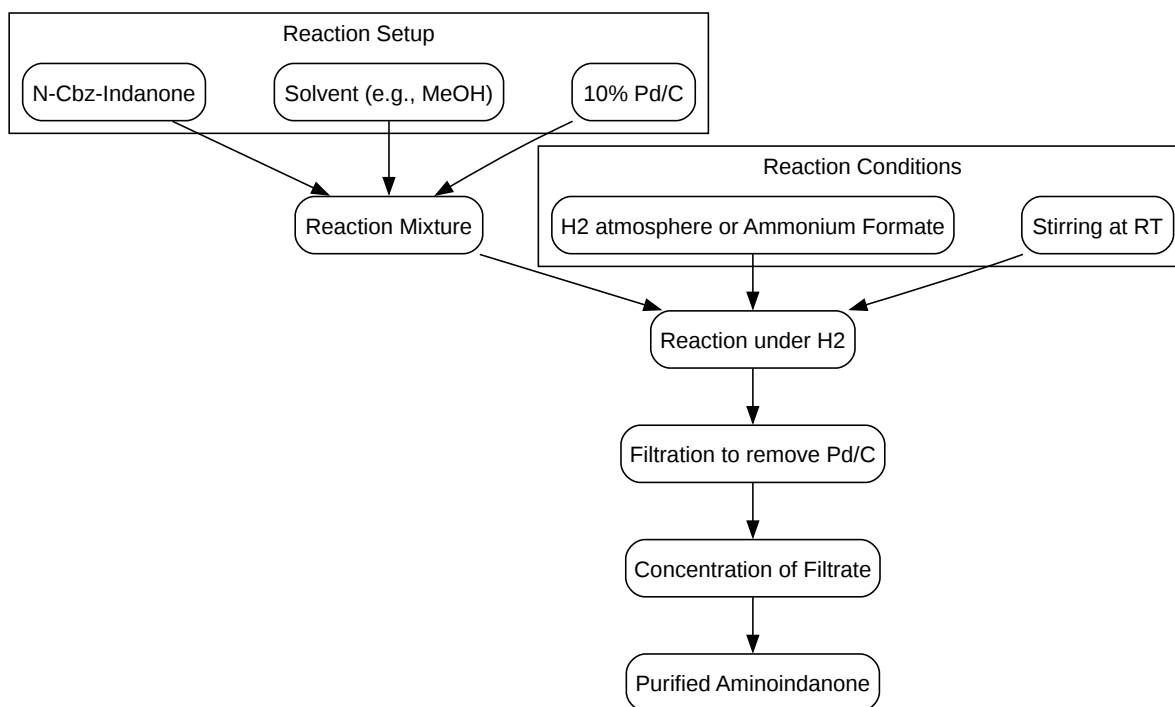 Reaction Setup
N-Cbz-Indanone
Solvent (e.g., MeOH)
10% Pd/C
Reaction Conditions
Reaction Mixture
H2 atmosphere or Ammonium Formate
Stirring at RT
Reaction under H2
Filtration to remove Pd/C
Concentration of Filtrate
Purified Aminoindanone